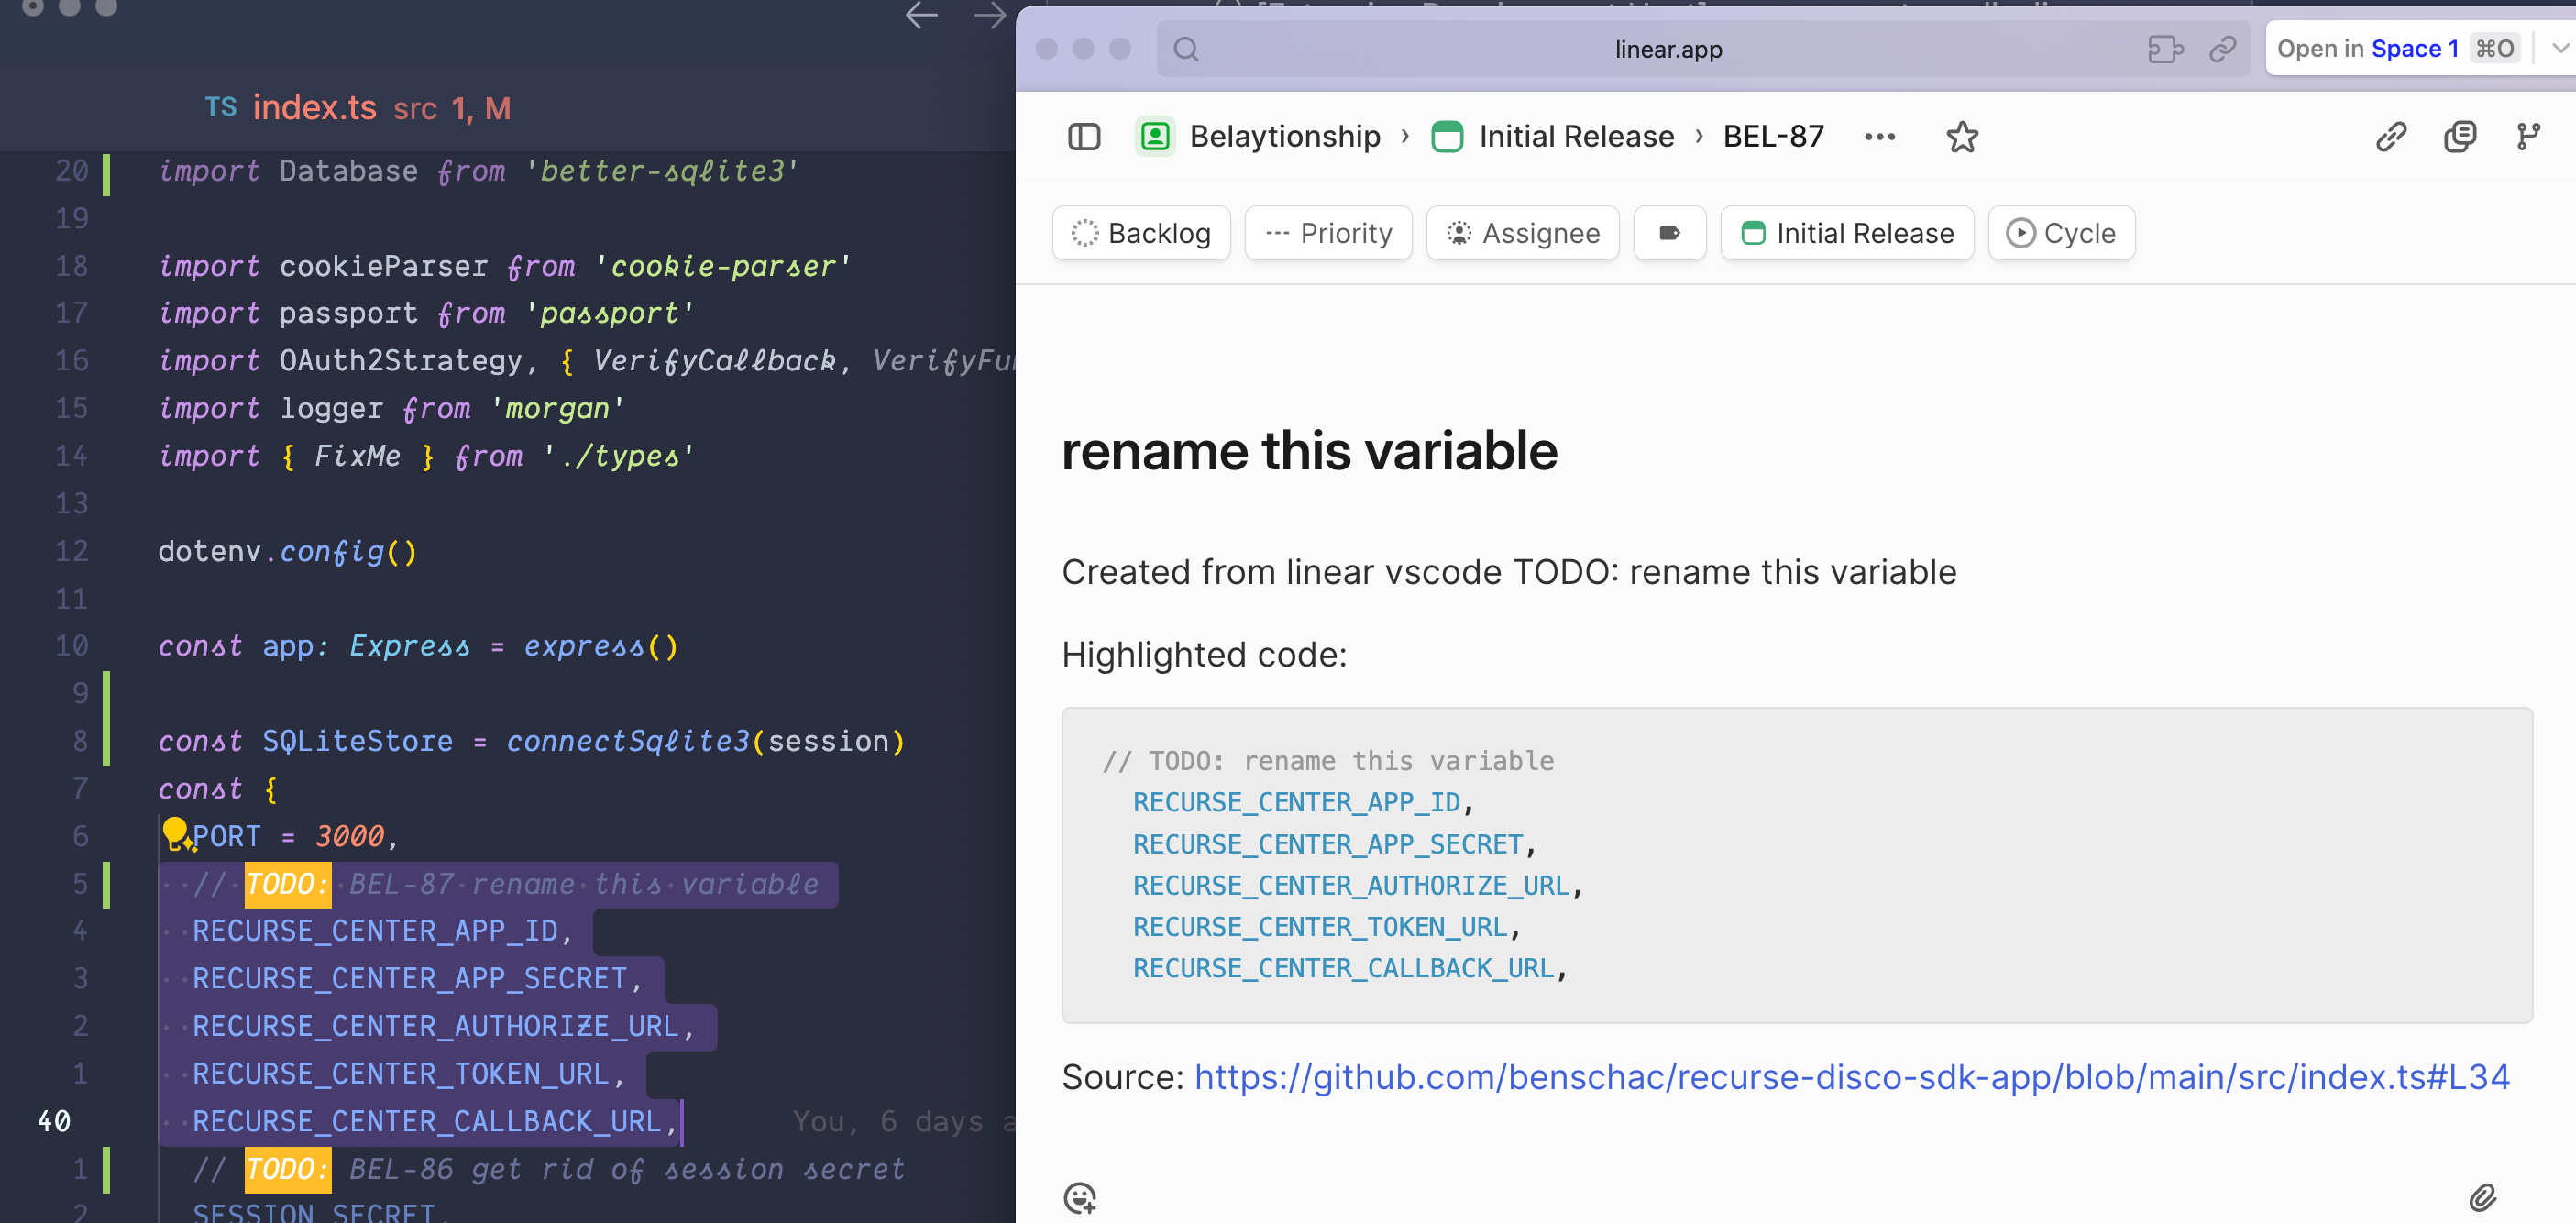 TS index.ts src 1, M
20 import Database from 'better-sqlite3'
19
18 import cookieParser from 'cookie-parser'
17 import passport from 'passport'
16 import OAuth2Strategy, { VerifyCallback,
15 import logger from 'morgan'
14 import { FixMe } from './types'
13
12 dotenv.config()
11
10 const app: Express = express()
9
8 const SQLiteStore = connectSqlite3(session)
7 const {
6 PORT = 3000,
5 // TODO: BEL-87 rename this variable
4 RECURSE_CENTER_APP_ID,
3 RECURSE_CENTER_APP_SECRET,
2 RECURSE_CENTER_AUTHORIZE_URL,
1 RECURSE_CENTER_TOKEN_URL,
40 RECURSE_CENTER_CALLBACK_URL, You, 6 days
1 // TODO: BEL-86 get rid of session secret
2 SESSION_SECRET,
linear.app
Open in Space 1 ⌘O
Belaytionship › Initial Release › BEL-87 •••
Backlog --- Priority Assignee Initial Release Cycle
rename this variable
Created from linear vscode TODO: rename this variable
Highlighted code:
// TODO: rename this variable
RECURSE_CENTER_APP_ID,
RECURSE_CENTER_APP_SECRET,
RECURSE_CENTER_AUTHORIZE_URL,
RECURSE_CENTER_TOKEN_URL,
RECURSE_CENTER_CALLBACK_URL,
Source: https://github.com/benschac/recurse-disco-sdk-app/blob/main/src/index.ts#L34